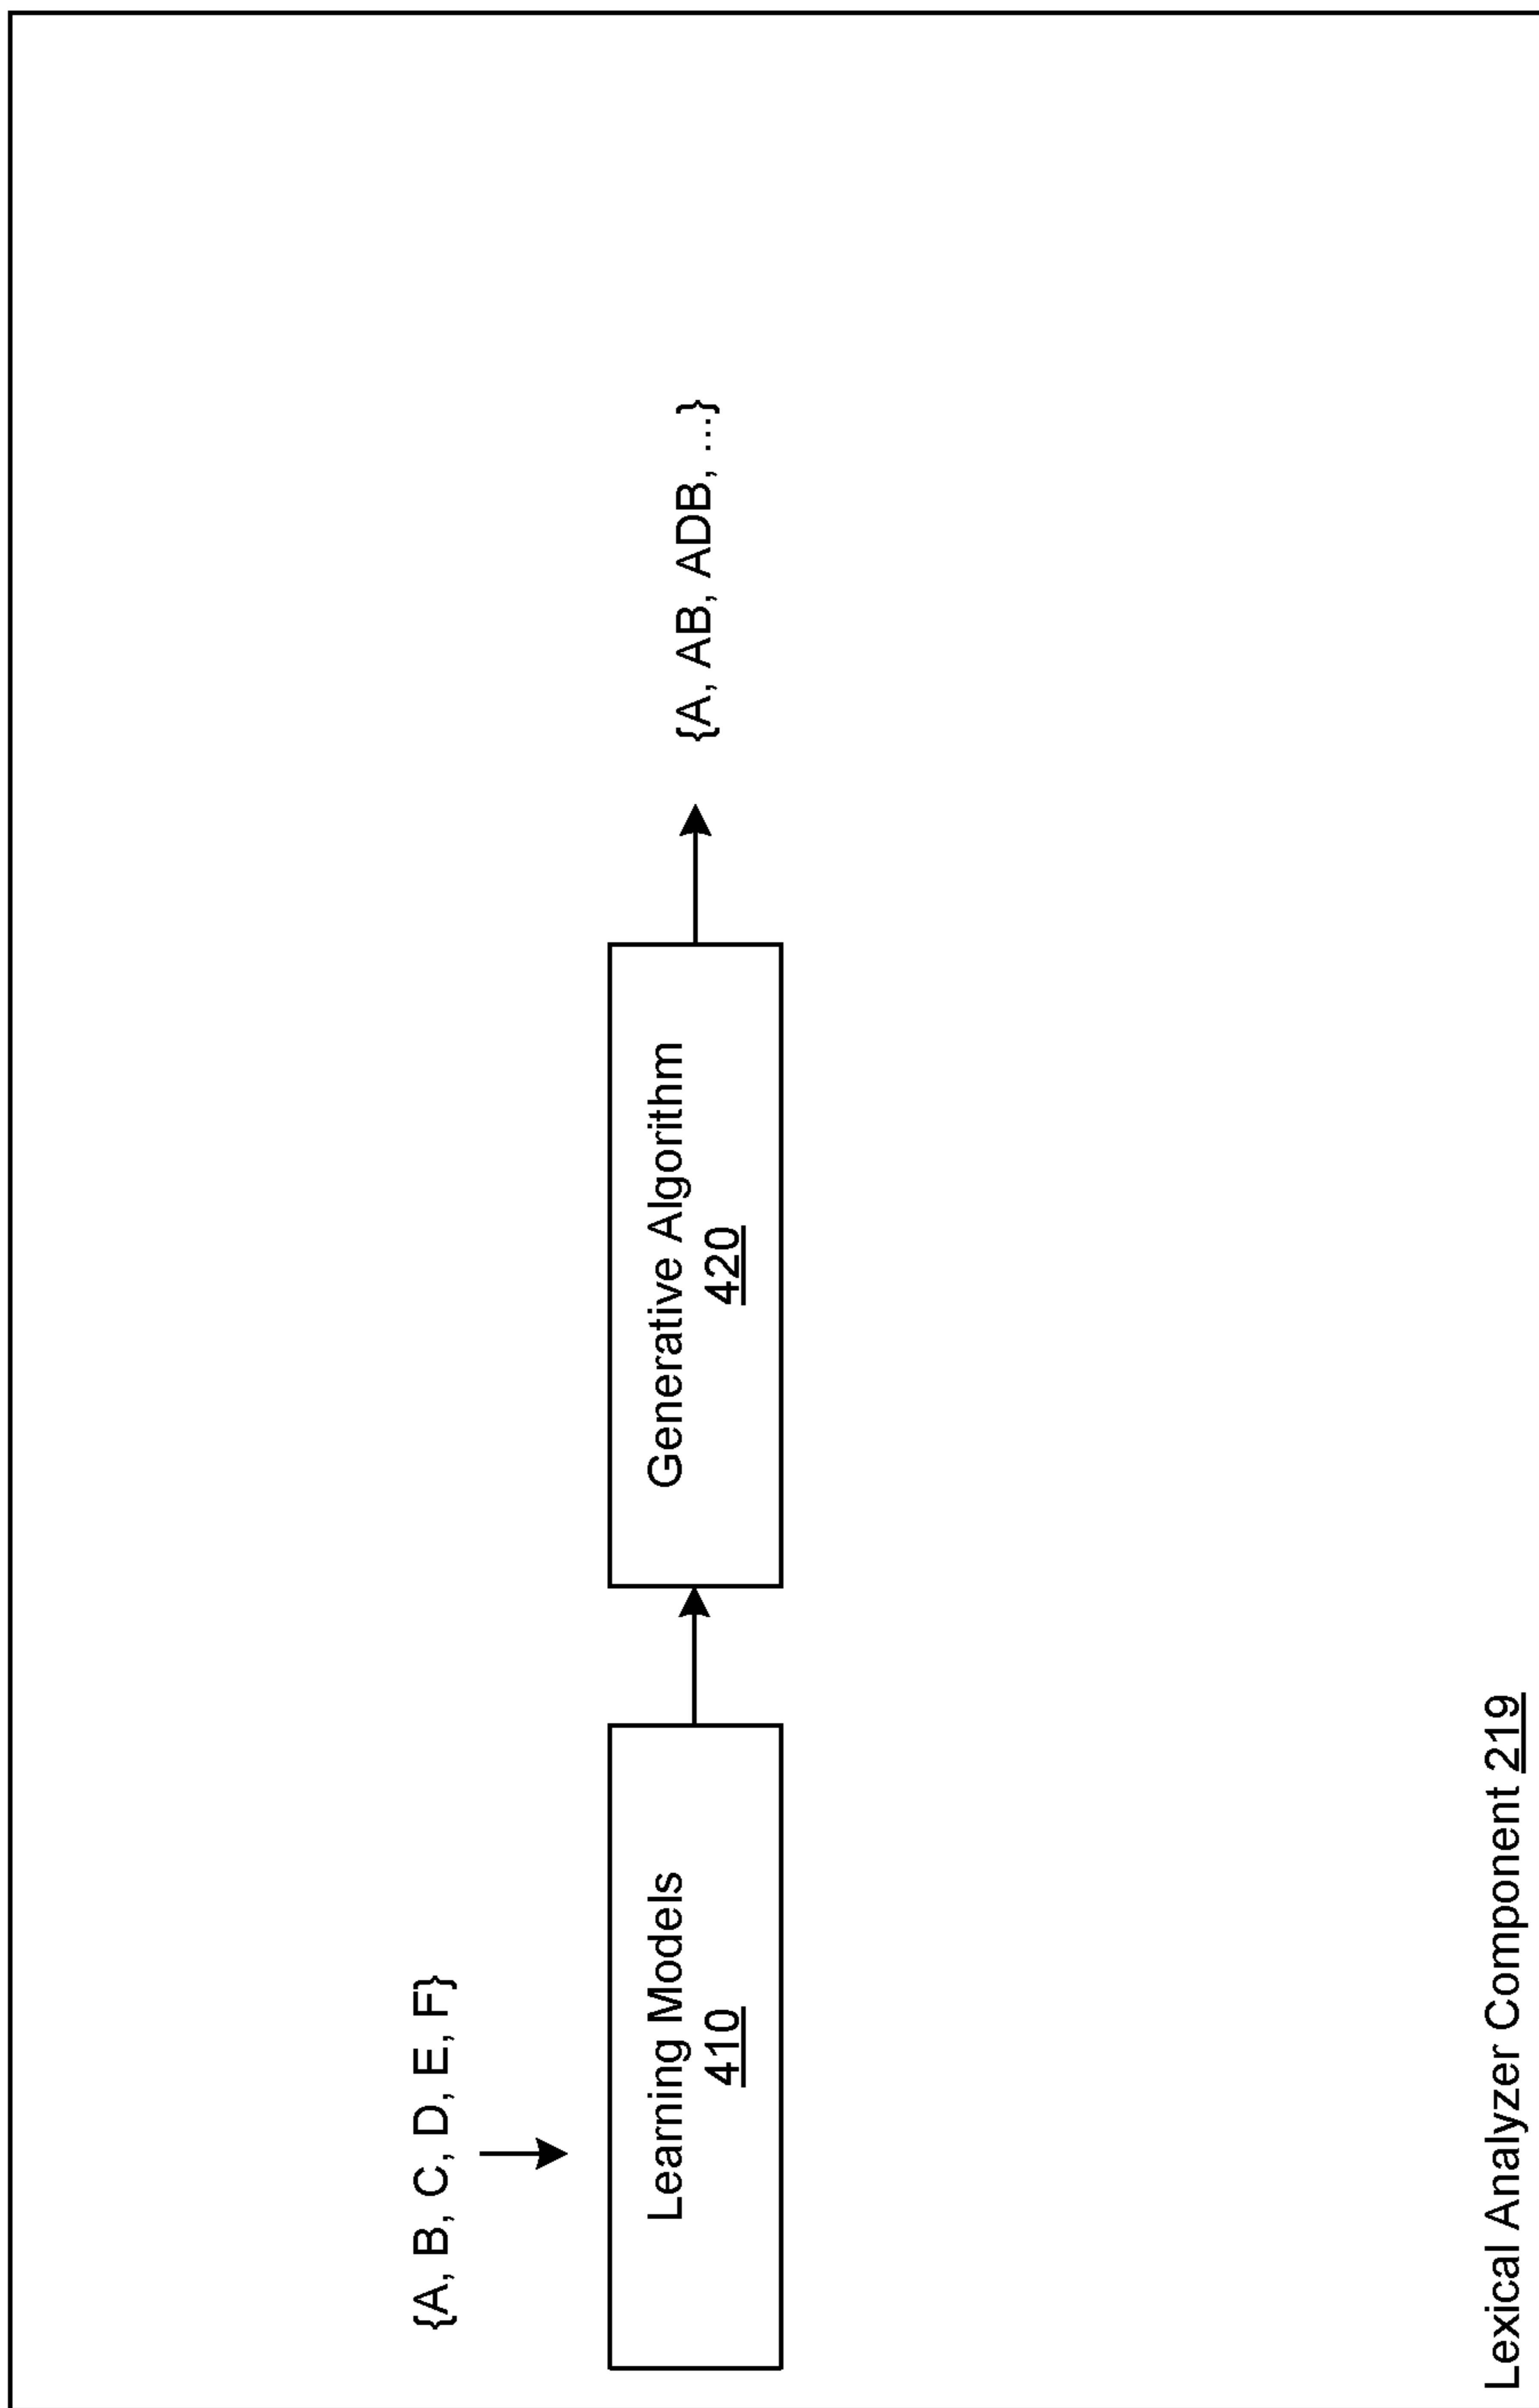 {A, B, C, D, E, F}
Learning Models
410
Generative Algorithm
420
{A, AB, ADB, ...}
Lexical Analyzer Component 219